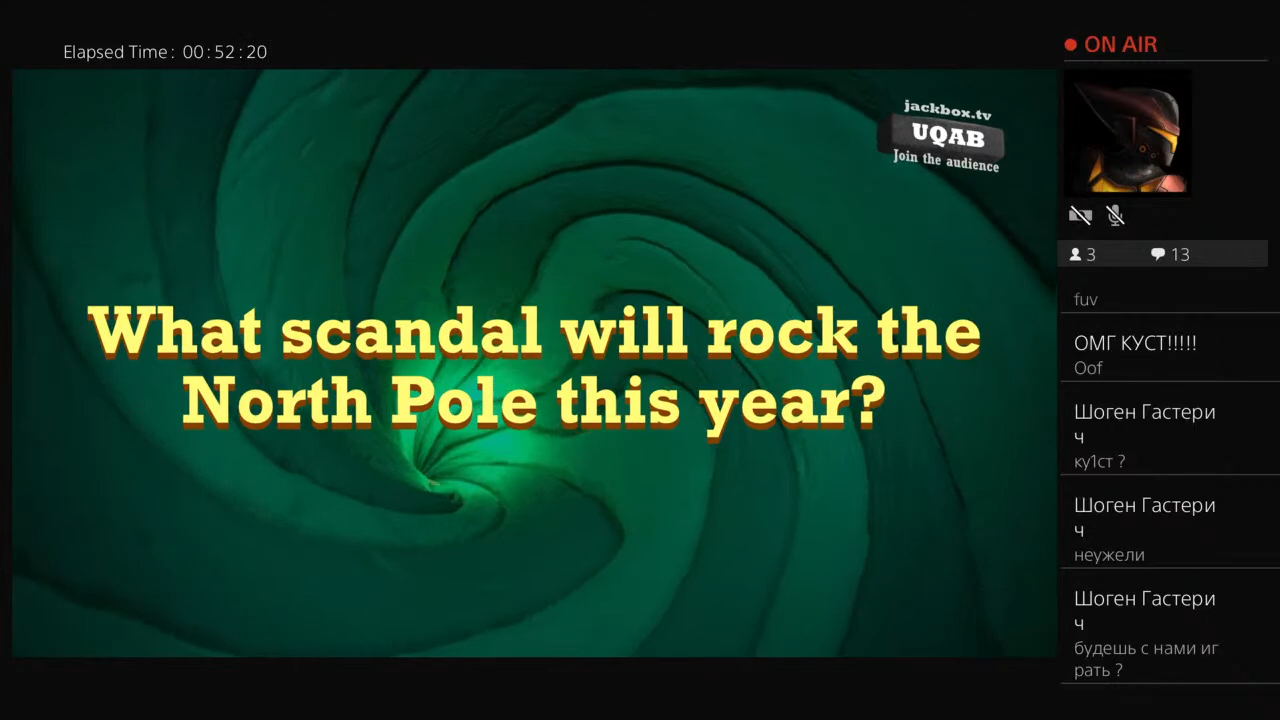 Elapsed Time: 00:52:20
ON AIR
jackbox.tv
UQAB
Join the audience
What scandal will rock the
North Pole this year?
3 13
fuv
ОМГ КУСТ!!!!!
Oof
Шоген Гастери
ч
ку1ст ?
Шоген Гастери
ч
неужели
Шоген Гастери
ч
будешь с нами иг
рать ?